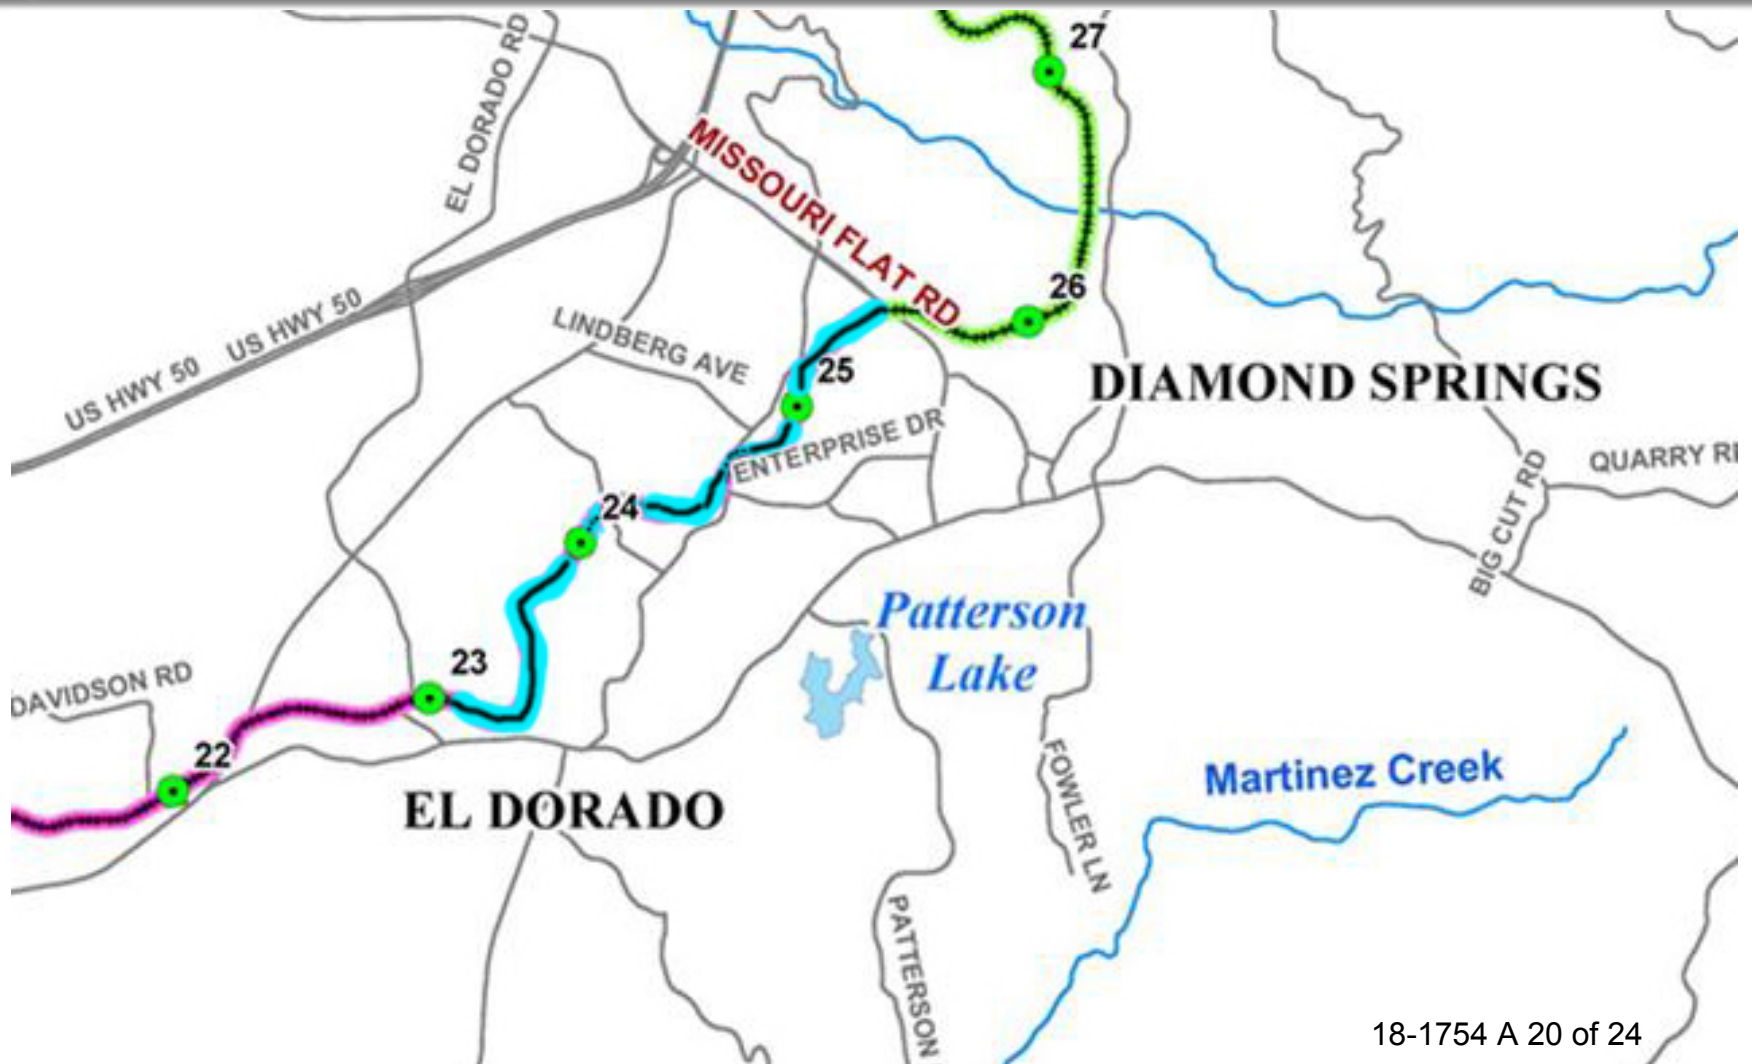 27
EL DORADO RD
MISSOURI FLAT RD
26
US HWY 50
US HWY 50
LINDBERG AVE
25
DIAMOND SPRINGS
ENTERPRISE DR
QUARRY
24
BIG CUT RD
Patterson
Lake
23
DAVIDSON RD
22
FOWLER LN
Martinez Creek
EL DORADO
PATTERSON
18-1754 A 20 of 24